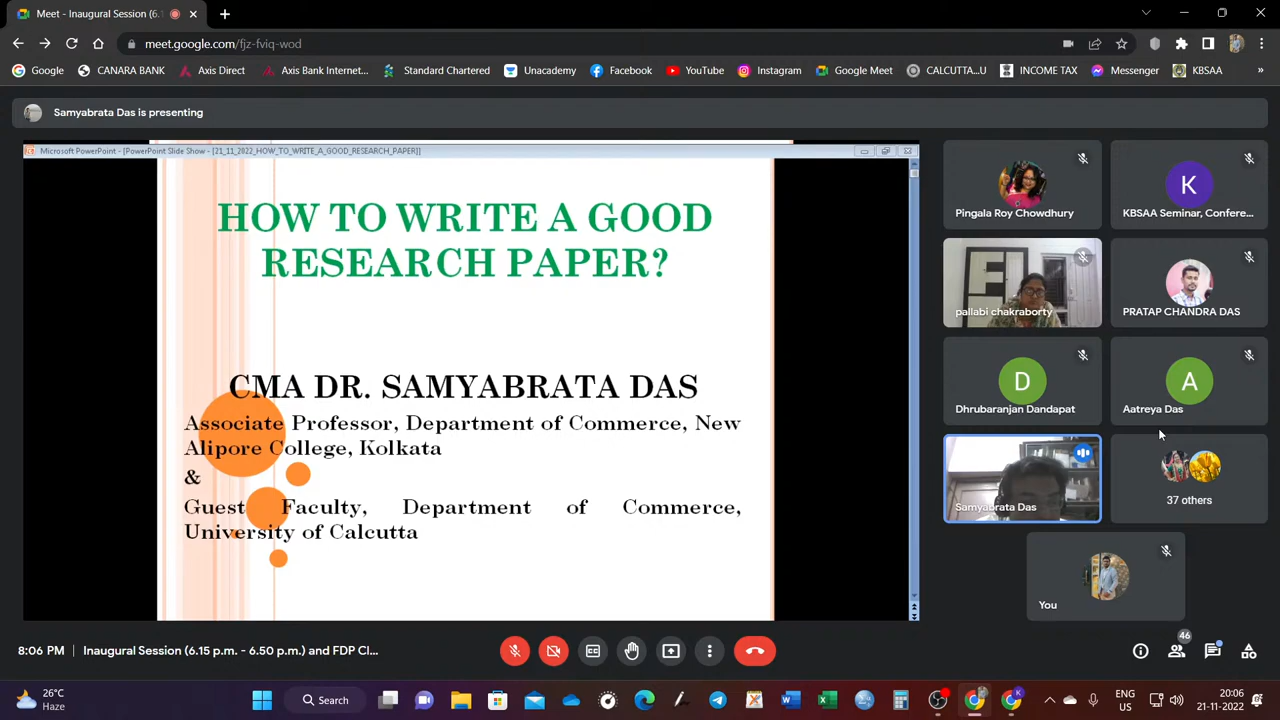 Meet - Inaugural Session (6.1
meet.google.com/fjz-fviq-wod
Google
CANARA BANK
Axis Direct
Axis Bank Internet...
Standard Chartered
Unacademy
Facebook
YouTube
Instagram
Google Meet
CALCUTTA...U
INCOME TAX
Messenger
KBSAA
»
Samyabrata Das is presenting
Microsoft PowerPoint - [PowerPoint Slide Show - [21_11_2022_HOW_TO_WRITE_A_GOOD_RESEARCH_PAPER]]
HOW TO WRITE A GOOD
RESEARCH PAPER?
CMA DR. SAMYABRATA DAS
Associate Professor, Department of Commerce, New
Alipore College, Kolkata
&
Guest Faculty, Department of Commerce,
University of Calcutta
Pingala Roy Chowdhury
K
KBSAA Seminar, Confere...
pallabi chakraborty
PRATAP CHANDRA DAS
D
Dhrubaranjan Dandapat
A
Aatreya Das
Samyabrata Das
37 others
You
8:06 PM
Inaugural Session (6.15 p.m. - 6.50 p.m.) and FDP Cl...
46
26°C
Haze
Search
ENG
US
20:06
21-11-2022